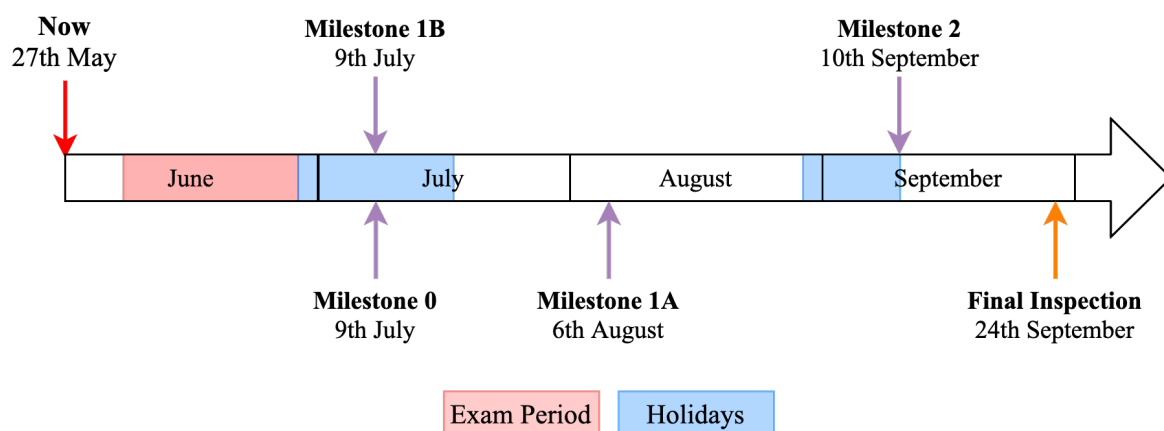 Now
27th May
Milestone 1B
9th July
Milestone 2
10th September
June
July
August
September
Milestone 0
9th July
Milestone 1A
6th August
Final Inspection
24th September
Exam Period
Holidays